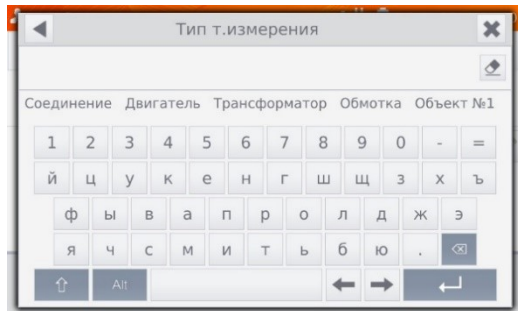 Тип т.измерения
Соединение Двигатель Трансформатор Обмотка Объект №1
1 2 3 4 5 6 7 8 9 0 - =
й ц у к е н г ш щ з х ъ
ф ы в а п р о л д ж э
я ч с м и т ь б ю .
Alt